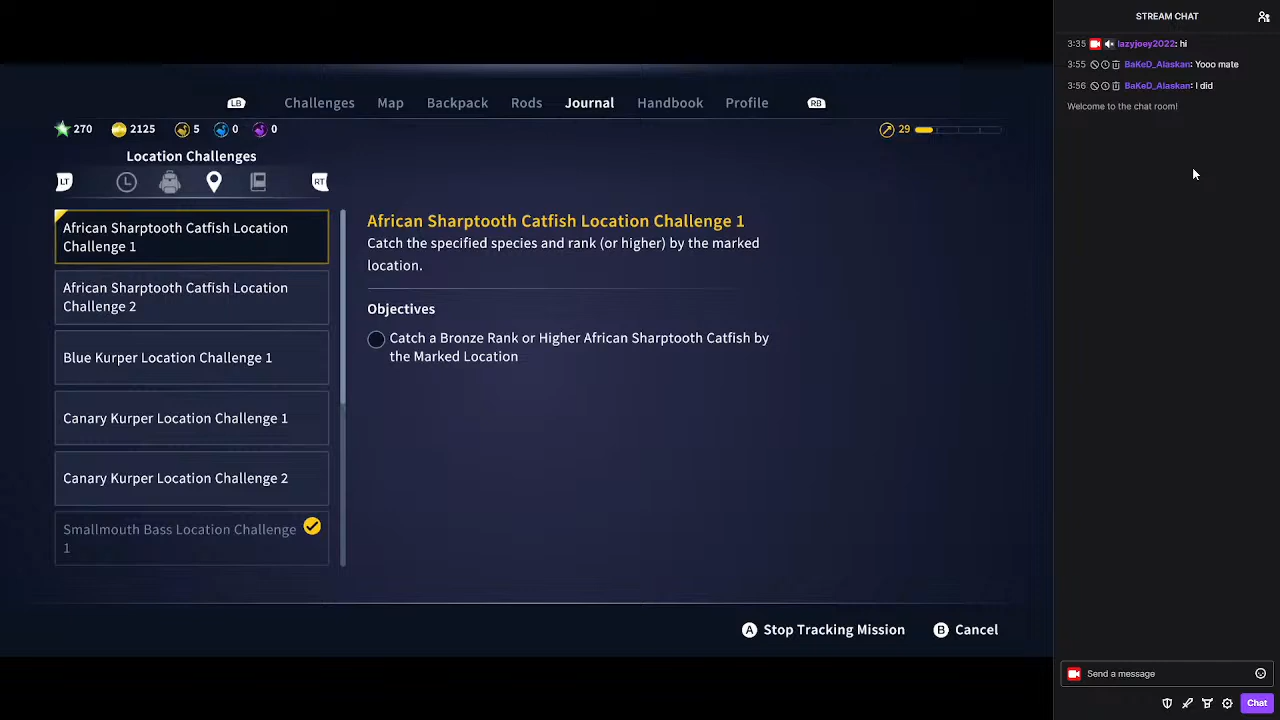 STREAM CHAT
3:35 lazyjoey2022: hi
3:55 BaKeD_Alaskan: Yooo mate
3:56 BaKeD_Alaskan: I did
Welcome to the chat room!
LB Challenges Map Backpack Rods Journal Handbook Profile RB
270 2125 5 0 0 29
Location Challenges
LT RT
African Sharptooth Catfish Location
Challenge 1
African Sharptooth Catfish Location
Challenge 2
Blue Kurper Location Challenge 1
Canary Kurper Location Challenge 1
Canary Kurper Location Challenge 2
Smallmouth Bass Location Challenge
1
African Sharptooth Catfish Location Challenge 1
Catch the specified species and rank (or higher) by the marked
location.
Objectives
Catch a Bronze Rank or Higher African Sharptooth Catfish by
the Marked Location
A Stop Tracking Mission B Cancel
Send a message
Chat